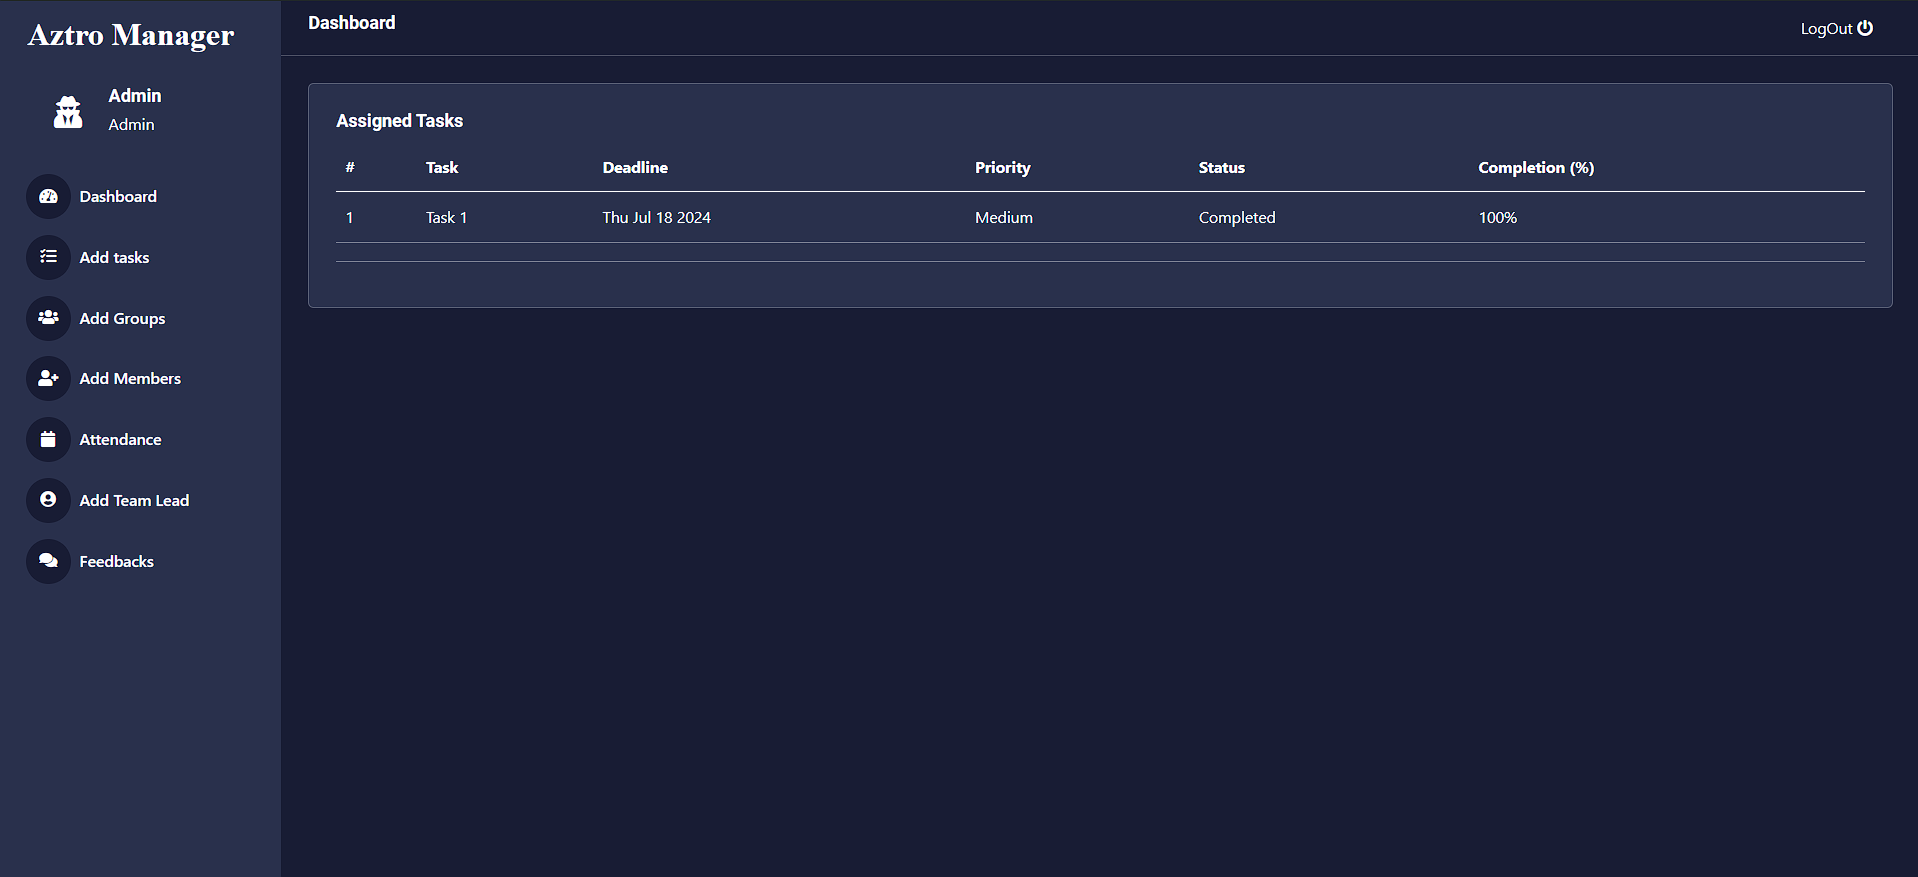 Aztro Manager
Admin
Admin
Dashboard
Add tasks
Add Groups
Add Members
Attendance
Add Team Lead
Feedbacks
Dashboard
LogOut
Assigned Tasks
# Task Deadline Priority Status Completion (%)
1 Task 1 Thu Jul 18 2024 Medium Completed 100%